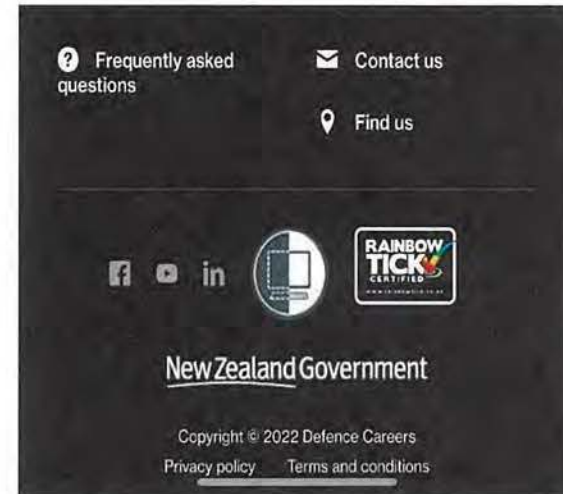 Frequently asked
questions
Contact us
Find us
RAINBOW
TICK
CERTIFIED
New Zealand Government
Copyright © 2022 Defence Careers
Privacy policy Terms and conditions